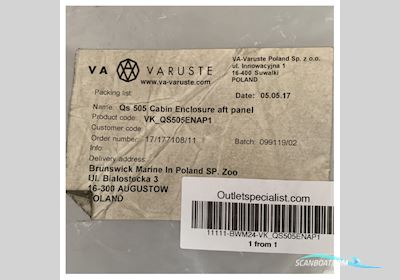 VA VARUSTE
www.varuste.net
VA-Varuste Poland Sp. z o.o.
ul. Innowacyjna 1
16-400 Suwalki
POLAND
Packing list:
Date: 05.05.17
Name: Qs 505 Cabin Enclosure aft panel
Product code: VK_QS505ENAP1
Customer code:
Order number: 17/177108/11
Batch: 099119/02
Info:
Delivery address:
Brunswick Marine In Poland SP. Zoo
Ul. Bialostocka 3
16-300 AUGUSTOW
POLAND
Outletspecialist.com
11111-BWM24-VK_QS505ENAP1
1 from 1
SCANBOAT.COM